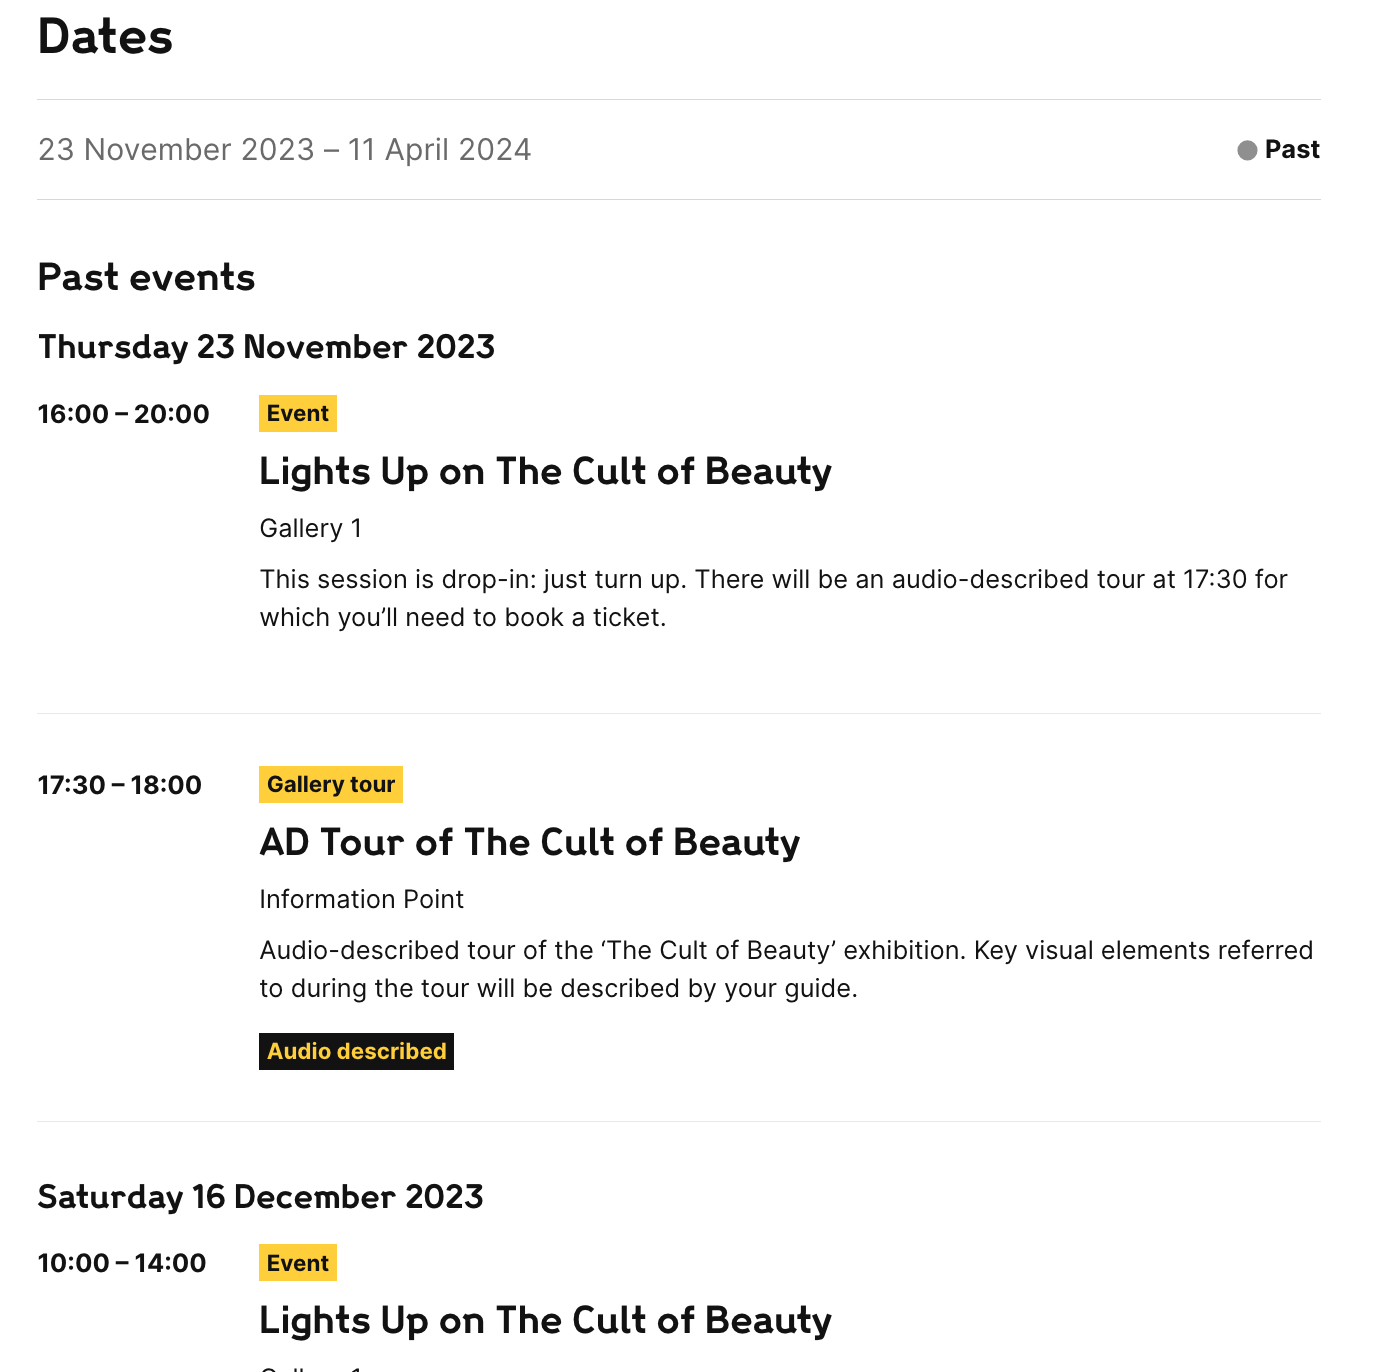 Dates
23 November 2023 – 11 April 2024
Past
Past events
Thursday 23 November 2023
16:00 – 20:00
Event
Lights Up on The Cult of Beauty
Gallery 1
This session is drop-in: just turn up. There will be an audio-described tour at 17:30 for
which you’ll need to book a ticket.
17:30 – 18:00
Gallery tour
AD Tour of The Cult of Beauty
Information Point
Audio-described tour of the ‘The Cult of Beauty’ exhibition. Key visual elements referred
to during the tour will be described by your guide.
Audio described
Saturday 16 December 2023
10:00 – 14:00
Event
Lights Up on The Cult of Beauty